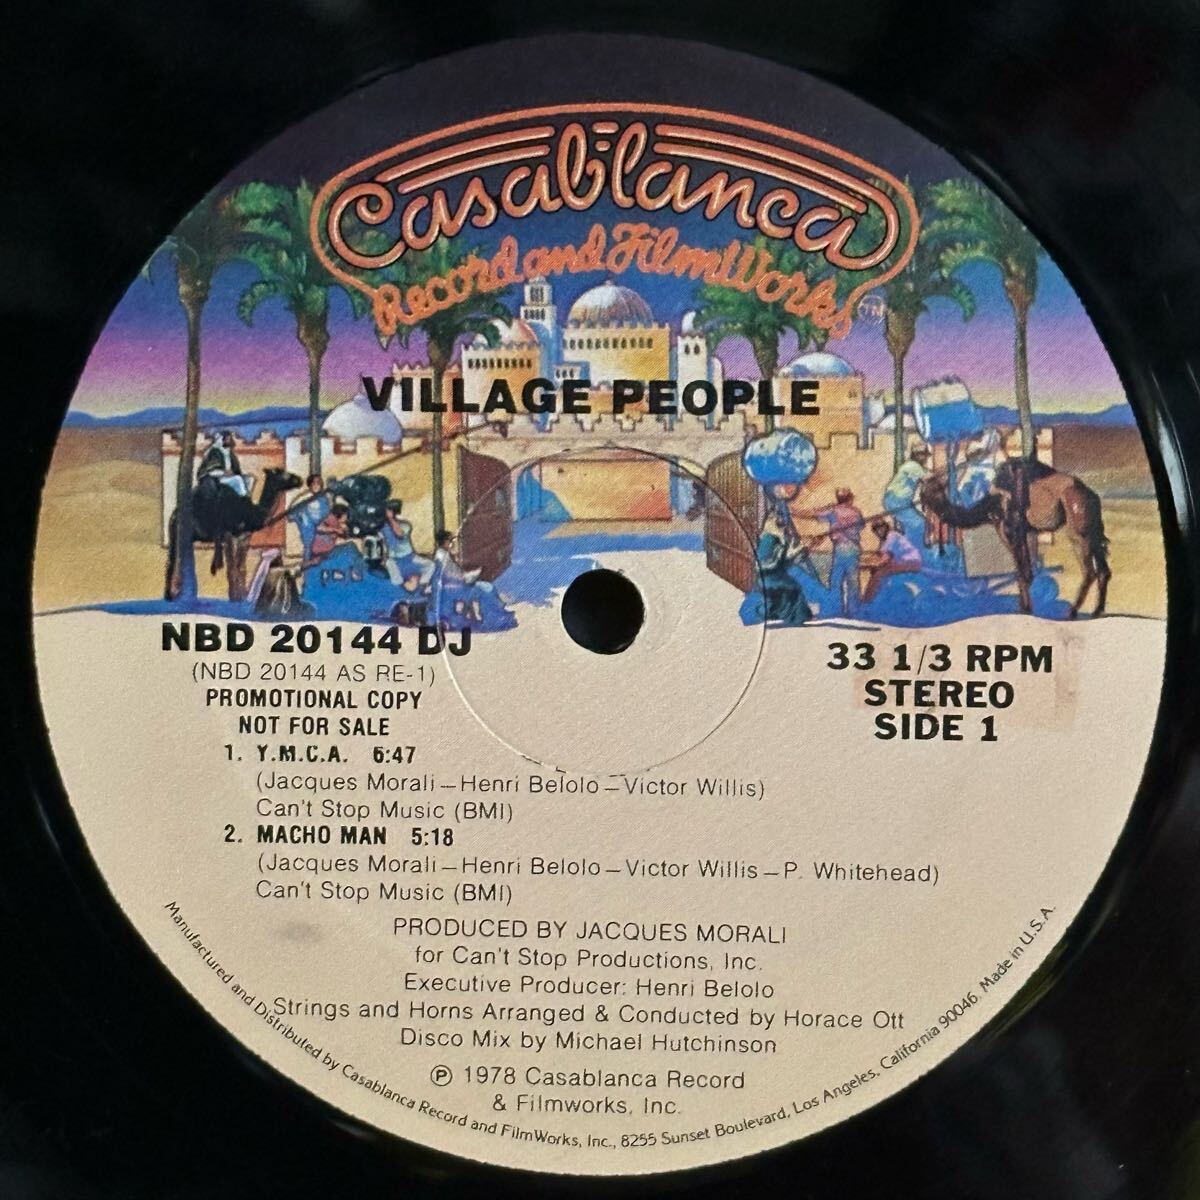 Casablanca
Record and FilmWorks TM
VILLAGE PEOPLE
NBD 20144 DJ
(NBD 20144 AS RE-1)
PROMOTIONAL COPY
NOT FOR SALE
33 1/3 RPM
STEREO
SIDE 1
1. Y.M.C.A. 6:47
(Jacques Morali—Henri Belolo—Victor Willis)
Can't Stop Music (BMI)
2. MACHO MAN 5:18
(Jacques Morali—Henri Belolo—Victor Willis—P. Whitehead)
Can't Stop Music (BMI)
PRODUCED BY JACQUES MORALI
for Can't Stop Productions, Inc.
Executive Producer: Henri Belolo
Strings and Horns Arranged & Conducted by Horace Ott
Disco Mix by Michael Hutchinson
Ⓟ 1978 Casablanca Record
& Filmworks, Inc.
Manufactured and Distributed by Casablanca Record and FilmWorks, Inc., 8255 Sunset Boulevard, Los Angeles, California 90046. Made in U.S.A.